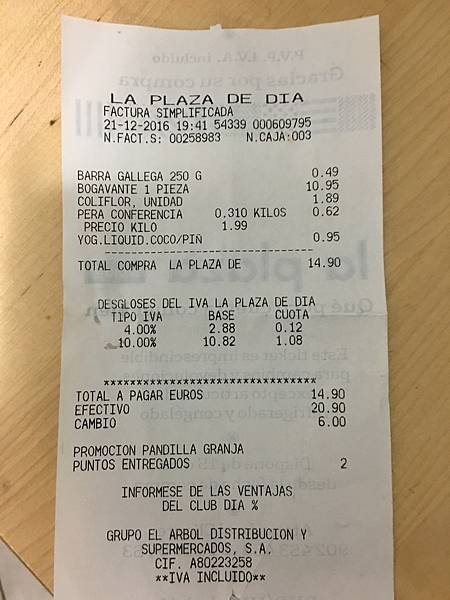 LA PLAZA DE DIA
FACTURA SIMPLIFICADA
21-12-2016 19:41 54339 000609795
N.FACT.S: 00258983 N.CAJA:003
BARRA GALLEGA 250 G 0.49
BOGAVANTE 1 PIEZA 10.95
COLIFLOR, UNIDAD 1.89
PERA CONFERENCIA 0,310 KILOS 0.62
PRECIO KILO 1.99
YOG.LIQUID.COCO/PIÑ 0.95
--------------------------------
TOTAL COMPRA LA PLAZA DE 14.90
DESGLOSES DEL IVA LA PLAZA DE DIA
TIPO IVA BASE CUOTA
4.00% 2.88 0.12
10.00% 10.82 1.08
********************************
TOTAL A PAGAR EUROS 14.90
EFECTIVO 20.90
CAMBIO 6.00
PROMOCION PANDILLA GRANJA
PUNTOS ENTREGADOS 2
INFORMESE DE LAS VENTAJAS
DEL CLUB DIA %
GRUPO EL ARBOL DISTRIBUCION Y
SUPERMERCADOS, S.A.
CIF. A80223258
**IVA INCLUIDO**